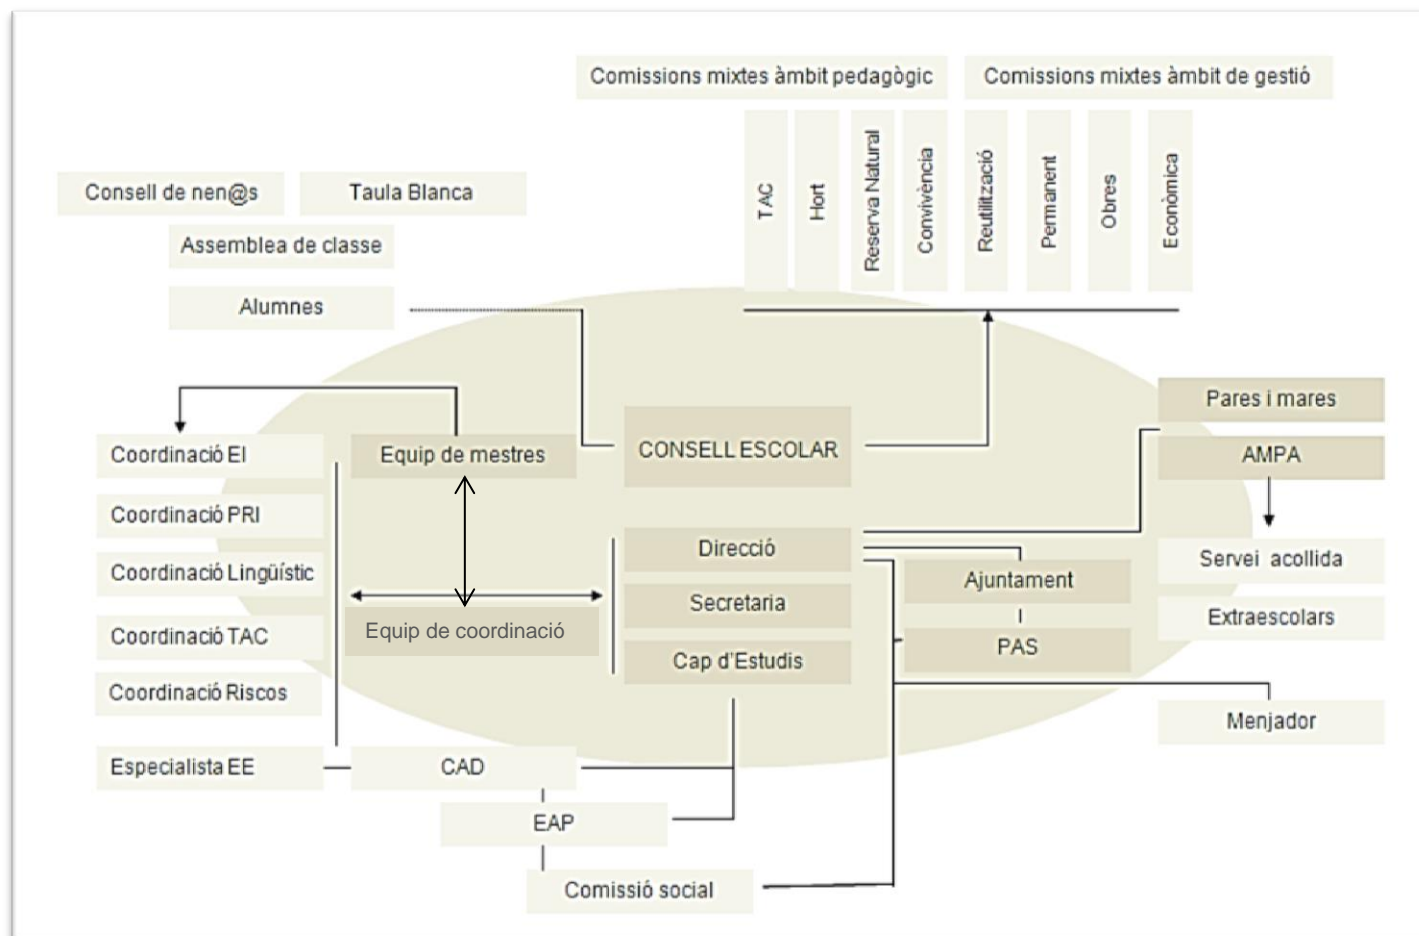 Comissions mixtes àmbit pedagògic
Comissions mixtes àmbit de gestió
TAC
Hort
Reserva Natural
Convivència
Reutilització
Permanent
Obres
Econòmica
Consell de nen@s
Taula Blanca
Assemblea de classe
Alumnes
Pares i mares
AMPA
Servei acollida
Extraescolars
Menjador
Coordinació EI
Coordinació PRI
Coordinació Lingüístic
Coordinació TAC
Coordinació Riscos
Especialista EE
Equip de mestres
Equip de coordinació
CONSELL ESCOLAR
Direcció
Secretaria
Cap d'Estudis
Ajuntament
PAS
CAD
EAP
Comissió social